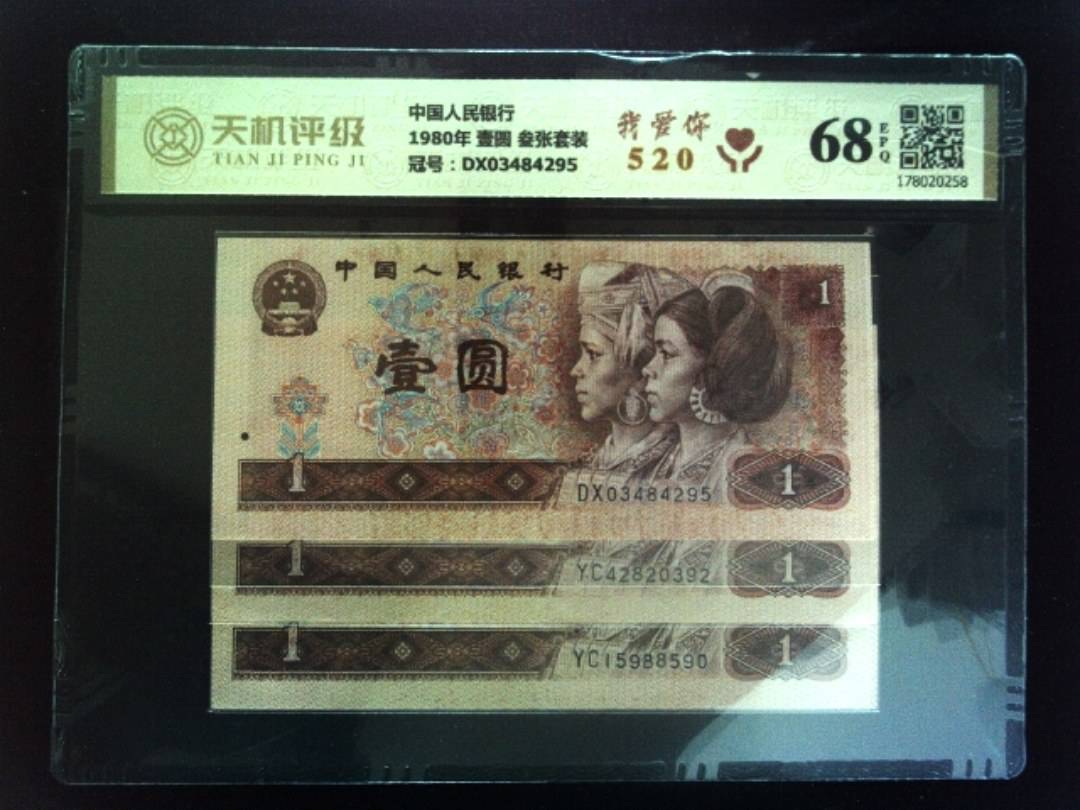 天机评级
TIAN JI PING JI
中国人民银行
1980年 壹圆 叁张套装
冠号：DX03484295
我爱你
520
68
EPQ
178020258
中国人民银行
1
壹圆
1
DX03484295
1
1
YC42820392
1
1
YC15988590
1